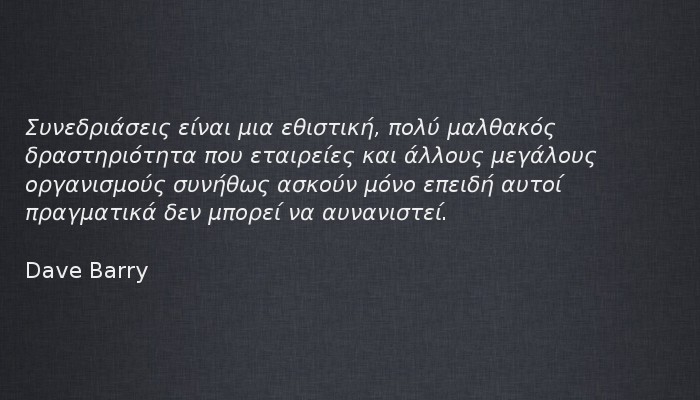 Συνεδριάσεις είναι μια εθιστική, πολύ μαλθακός
δραστηριότητα που εταιρείες και άλλους μεγάλους
οργανισμούς συνήθως ασκούν μόνο επειδή αυτοί
πραγματικά δεν μπορεί να αυνανιστεί.
Dave Barry